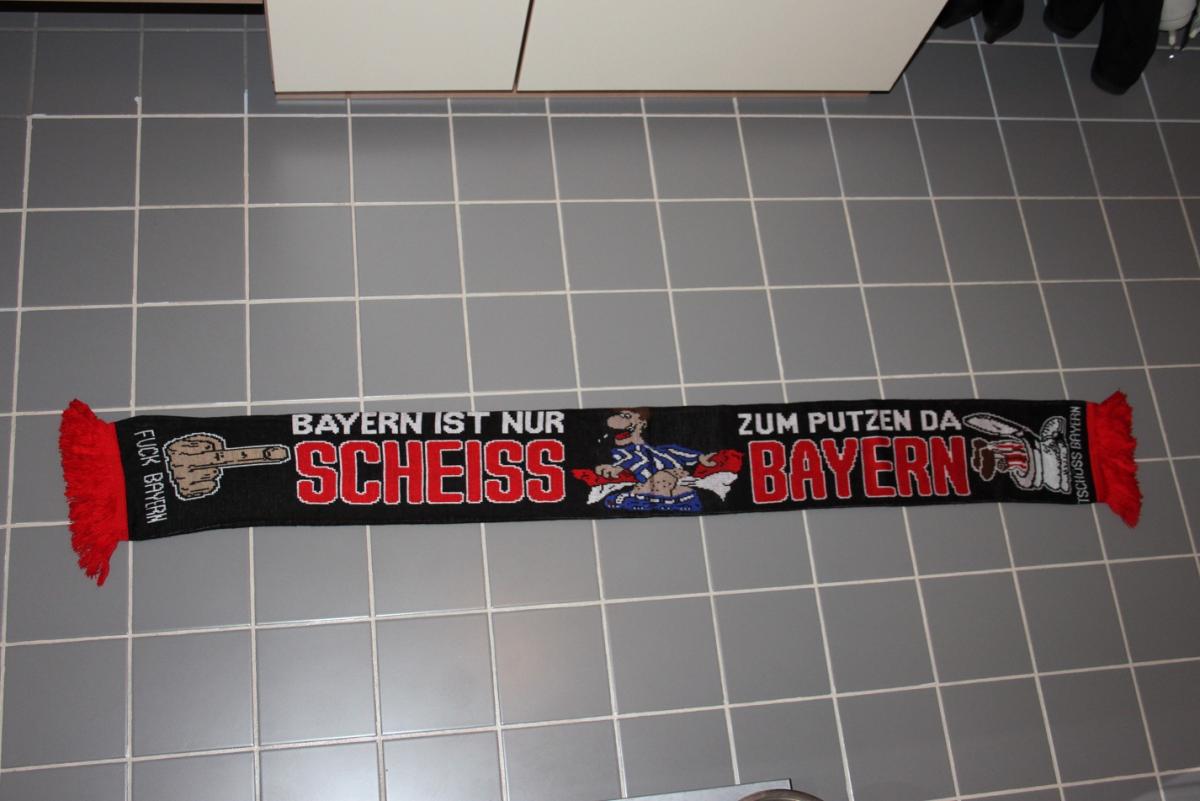 FUCK BAYERN
BAYERN IST NUR
SCHEISS
ZUM PUTZEN DA
BAYERN
TSCHÜSS BAYERN